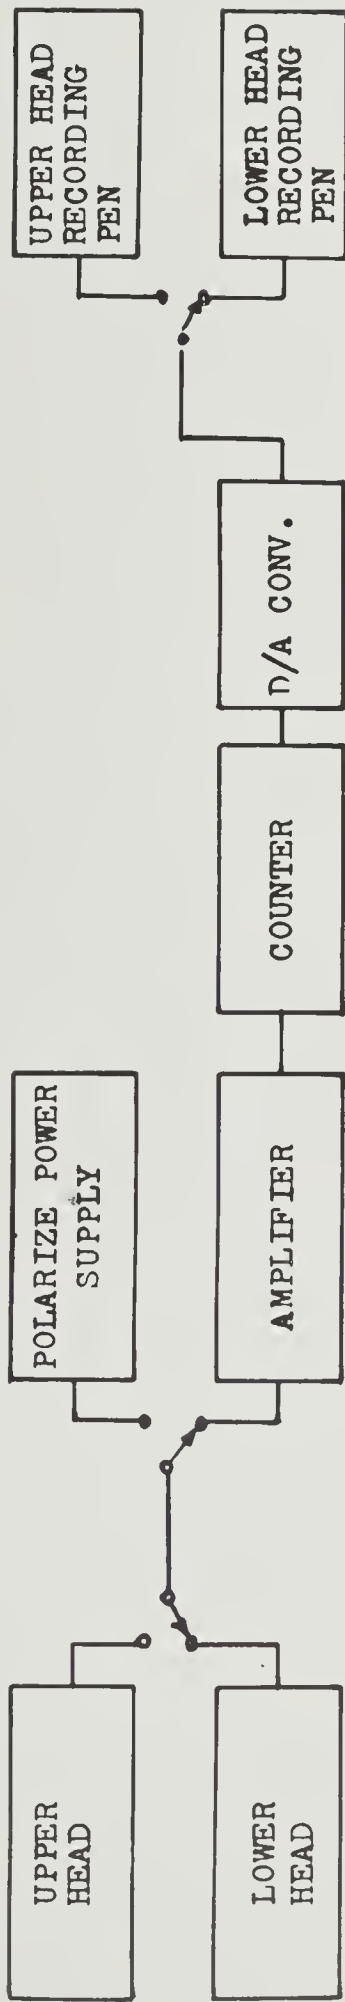 UPPER
HEAD
LOWER
HEAD
POLARIZE POWER
SUPPLY
AMPLIFIER
COUNTER
D/A CONV.
UPPER HEAD
RECORDING
PEN
LOWER HEAD
RECORDING
PEN